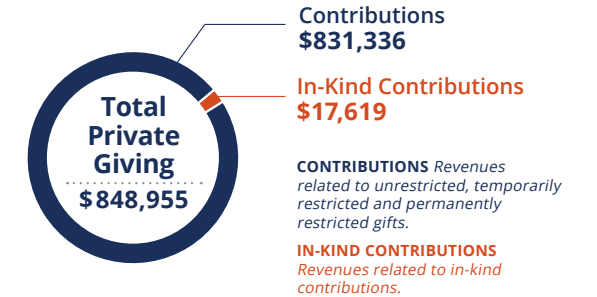 Contributions
$831,336
In-Kind Contributions
$17,619
Total
Private
Giving
$848,955
CONTRIBUTIONS Revenues
related to unrestricted, temporarily
restricted and permanently
restricted gifts.
IN-KIND CONTRIBUTIONS
Revenues related to in-kind
contributions.